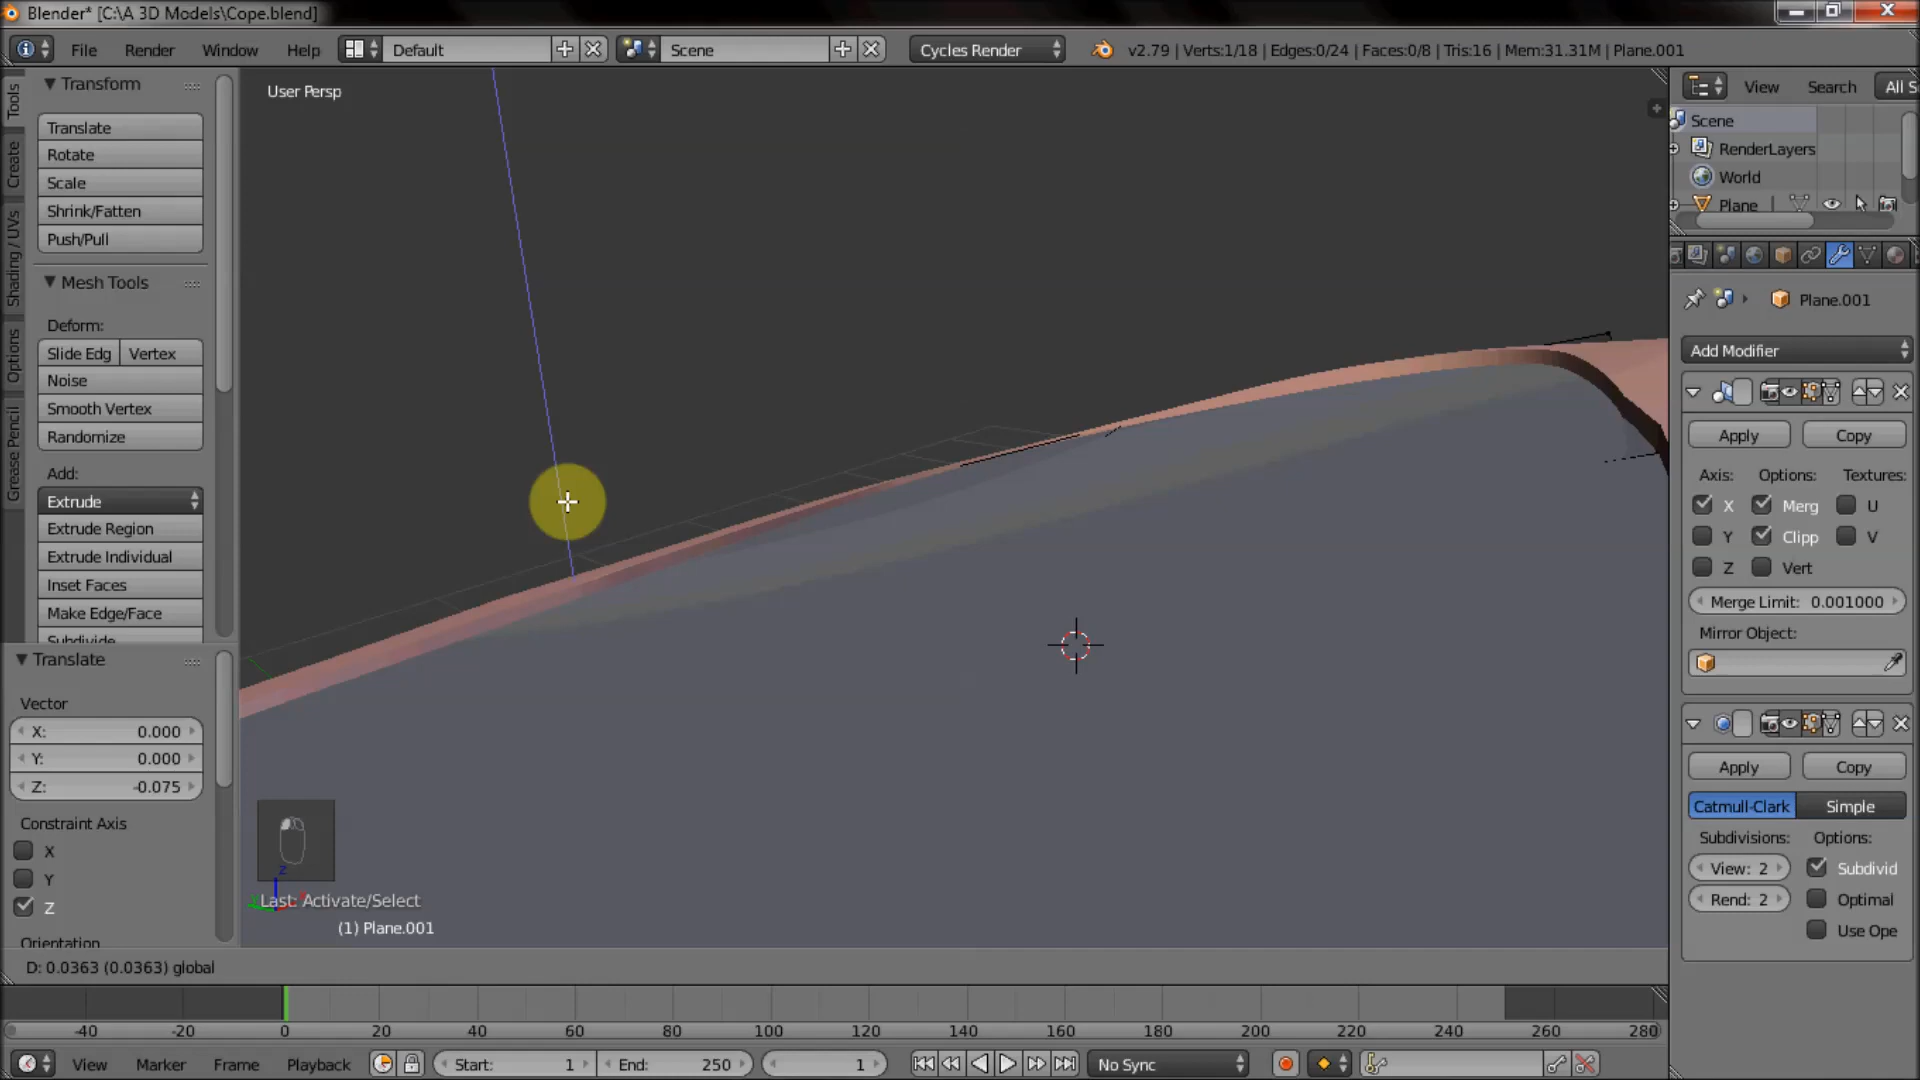 Blender* [C:\A 3D Models\Cope.blend]
File Render Window Help Default Scene Cycles Render v2.79 | Verts:1/18 | Edges:0/24 | Faces:0/8 | Tris:16 | Mem:31.31M | Plane.001
Tools
Create
Shading / UVs
Options
Grease Pencil
Transform
Translate
Rotate
Scale
Shrink/Fatten
Push/Pull
Mesh Tools
Deform:
Slide Edg Vertex
Noise
Smooth Vertex
Randomize
Add:
Extrude
Extrude Region
Extrude Individual
Inset Faces
Make Edge/Face
Subdivide
Translate
Vector
X: 0.000
Y: 0.000
Z: -0.075
Constraint Axis
X
Y
Z
Orientation
User Persp
z
Last: Activate/Select
(1) Plane.001
D: 0.0363 (0.0363) global
View Search All S
Scene
RenderLayers
World
Plane
Plane.001
Add Modifier
Apply Copy
Axis: Options: Textures:
X Merg U
Y Clipp V
Z Vert
Merge Limit: 0.001000
Mirror Object:
Apply Copy
Catmull-Clark Simple
Subdivisions: Options:
View: 2 Subdivid
Rend: 2 Optimal
Use Ope
-40 -20 0 20 40 60 80 100 120 140 160 180 200 220 240 260 280
View Marker Frame Playback Start: 1 End: 250 1 No Sync